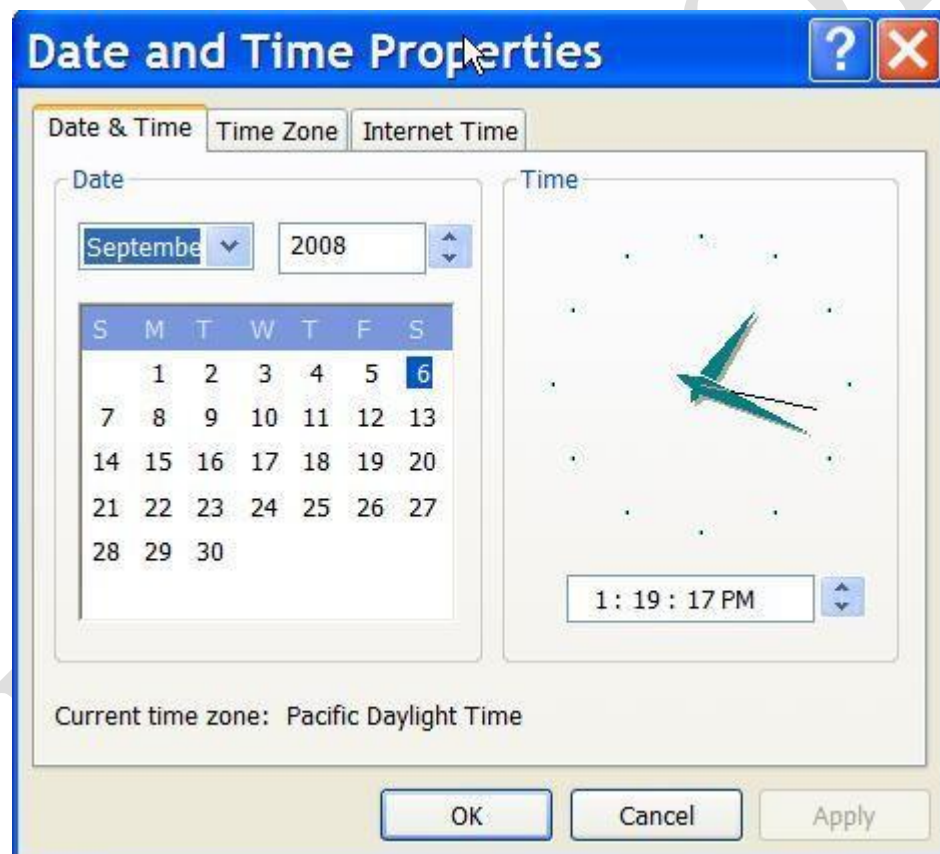 Date and Time Properties
Date & Time Time Zone Internet Time
Date
Septembe 2008
S M T W T F S
1 2 3 4 5 6
7 8 9 10 11 12 13
14 15 16 17 18 19 20
21 22 23 24 25 26 27
28 29 30
Time
1 : 19 : 17 PM
Current time zone: Pacific Daylight Time
OK Cancel Apply